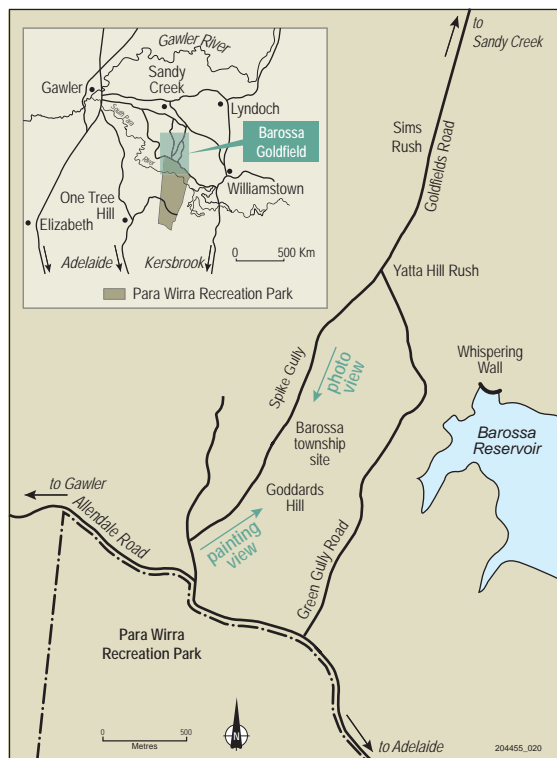 to
Sandy Creek
Gawler River
Sandy
Creek
Gawler
Lyndoch
South Para
River
Barossa
Goldfield
Williamstown
One Tree
Hill
Elizabeth
Adelaide
Kersbrook
0 500 Km
Para Wirra Recreation Park
Sims
Rush
Goldfields Road
Yatta Hill Rush
Whispering
Wall
Barossa
Reservoir
Spike Gully
photo
view
Barossa
township
site
Goddards
Hill
painting
view
Green Gully Road
to Gawler
Allendale Road
Para Wirra
Recreation Park
N
0 500
Metres
to Adelaide
204455_020